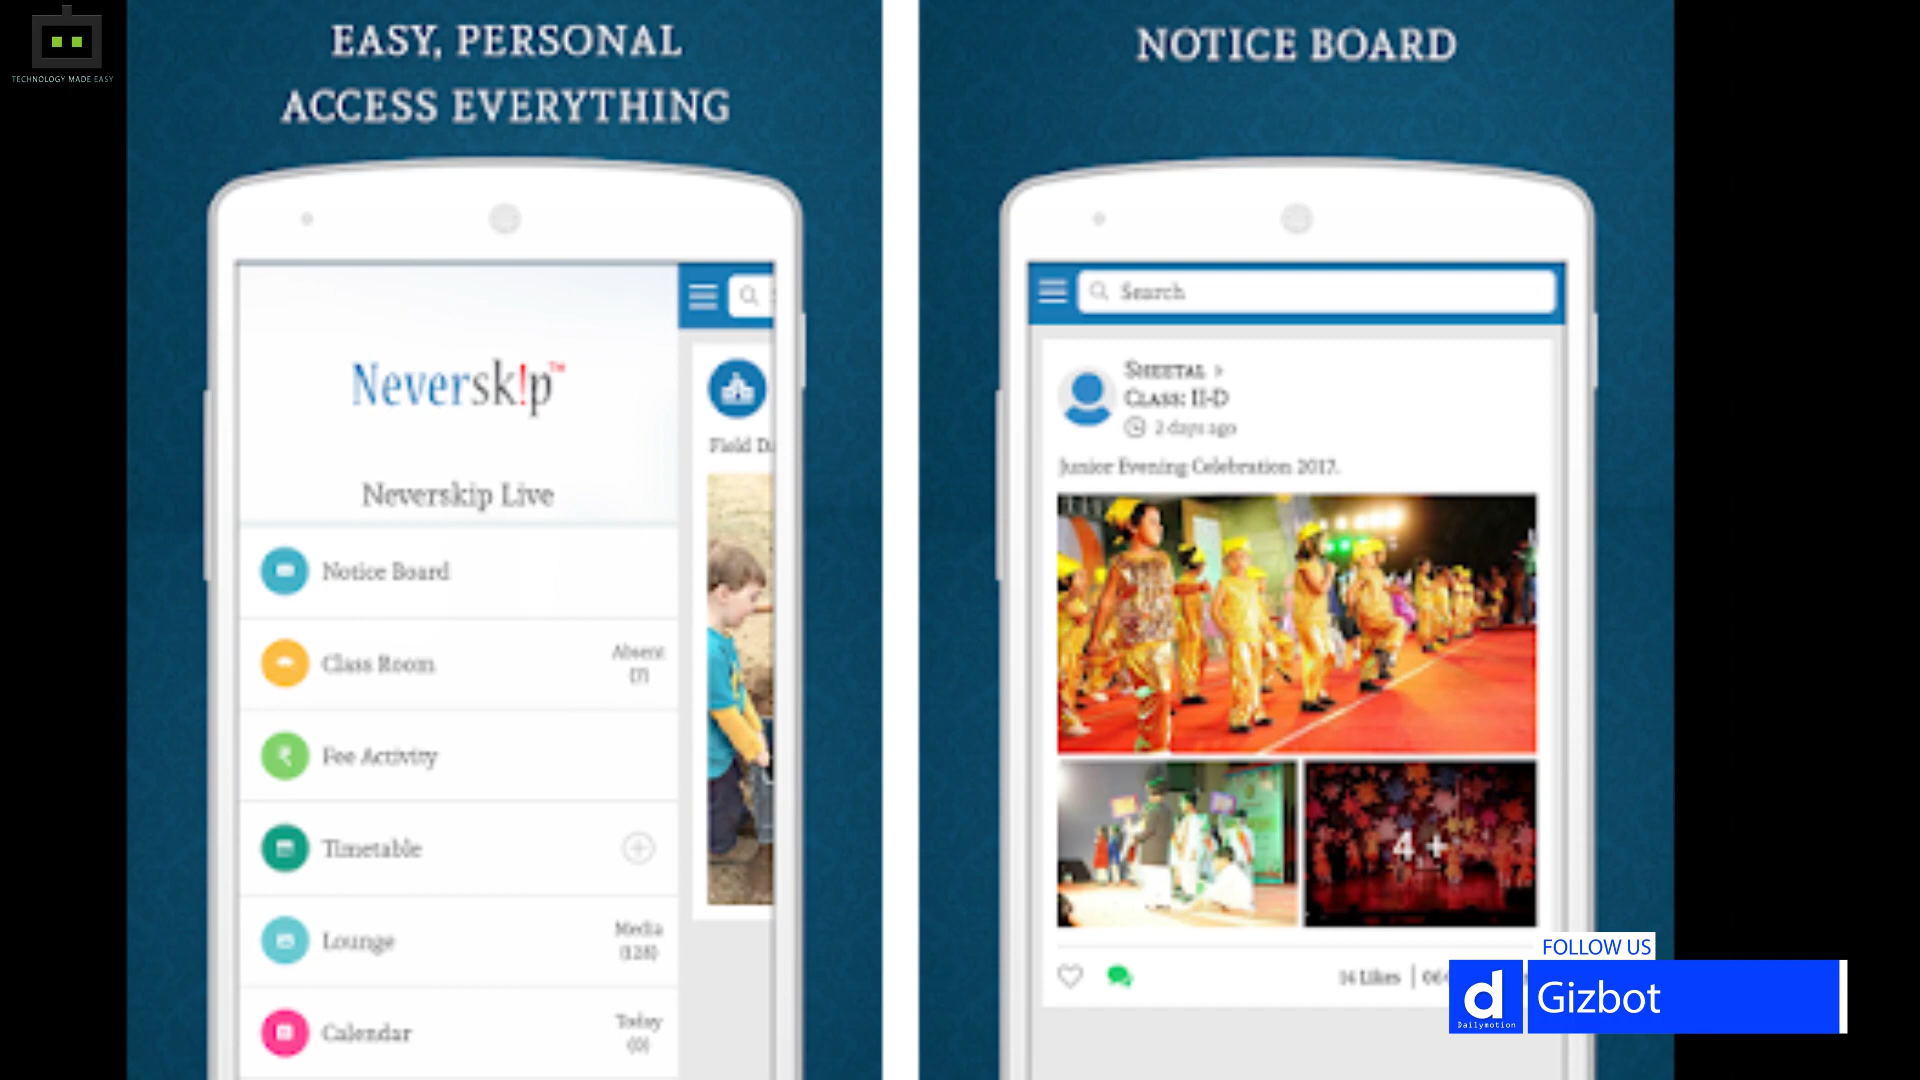 TECHNOLOGY MADE EASY
EASY, PERSONAL
ACCESS EVERYTHING
Neversk!p™
Neverskip Live
Notice Board
Class Room
Absent
(7)
Fee Activity
Timetable
Lounge
Media
(128)
Calendar
Today
(0)
Field
NOTICE BOARD
Search
SHEETAL >
CLASS: II-D
2 days ago
Junior Evening Celebration 2017.
4 +
14 Likes
FOLLOW US
d
Dailymotion
Gizbot